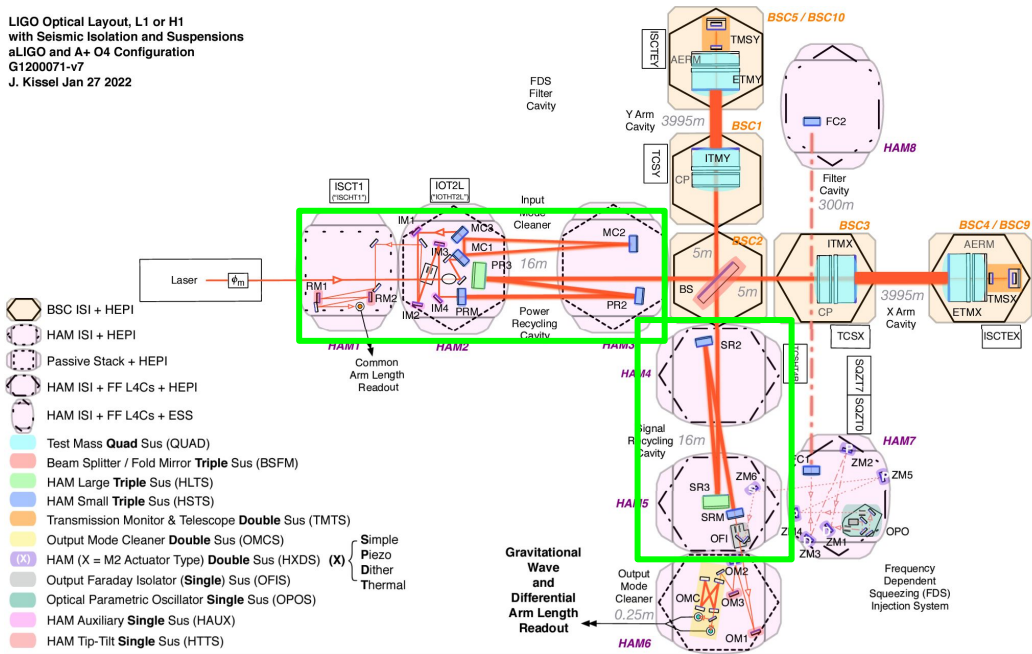 LIGO Optical Layout, L1 or H1
with Seismic Isolation and Suspensions
aLIGO and A+ O4 Configuration
G1200071-v7
J. Kissel Jan 27 2022
BSC5 / BSC10
TMSY
ISCTEY
AERM
ETMY
FDS
Filter
Cavity
Y Arm
Cavity
3995m
BSC1
FC2
HAM8
TCSY
ITMY
CP
Filter
Cavity
300m
ISCT1
("ISCHT1")
IOT2L
("IOTHT2L")
Input
Mode
Cleaner
IM1
MC3
MC1
IM3
MC2
16m
PR3
RM1
RM2
IM2
IM4
PRM
PR2
Power
Recycling
Cavity
HAM1
HAM2
HAM3
Laser
ϕm
Common
Arm Length
Readout
BSC2
5m
BS
5m
BSC3
ITMX
CP
TCSX
3995m
X Arm
Cavity
BSC4 / BSC9
AERM
TMSX
ETMX
ISCTEX
SR2
HAM4
Signal
Recycling
Cavity
16m
SR3
SRM
ZM6
HAM5
OFI
SQZT7
SQZT0
HAM7
FC1
ZM2
ZM5
ZM4
ZM1
ZM3
OPO
Frequency
Dependent
Squeezing (FDS)
Injection System
Gravitational
Wave
and
Differential
Arm Length
Readout
Output
Mode
Cleaner
0.25m
OM2
OMC
OM3
OM1
HAM6
BSC ISI + HEPI
HAM ISI + HEPI
Passive Stack + HEPI
HAM ISI + FF L4Cs + HEPI
HAM ISI + FF L4Cs + ESS
Test Mass Quad Sus (QUAD)
Beam Splitter / Fold Mirror Triple Sus (BSFM)
HAM Large Triple Sus (HLTS)
HAM Small Triple Sus (HSTS)
Transmission Monitor & Telescope Double Sus (TMTS)
Output Mode Cleaner Double Sus (OMCS)
(X) HAM (X = M2 Actuator Type) Double Sus (HXDS) (X)
Simple
Piezo
Dither
Thermal
Output Faraday Isolator (Single) Sus (OFIS)
Optical Parametric Oscillator Single Sus (OPOS)
HAM Auxiliary Single Sus (HAUX)
HAM Tip-Tilt Single Sus (HTTS)